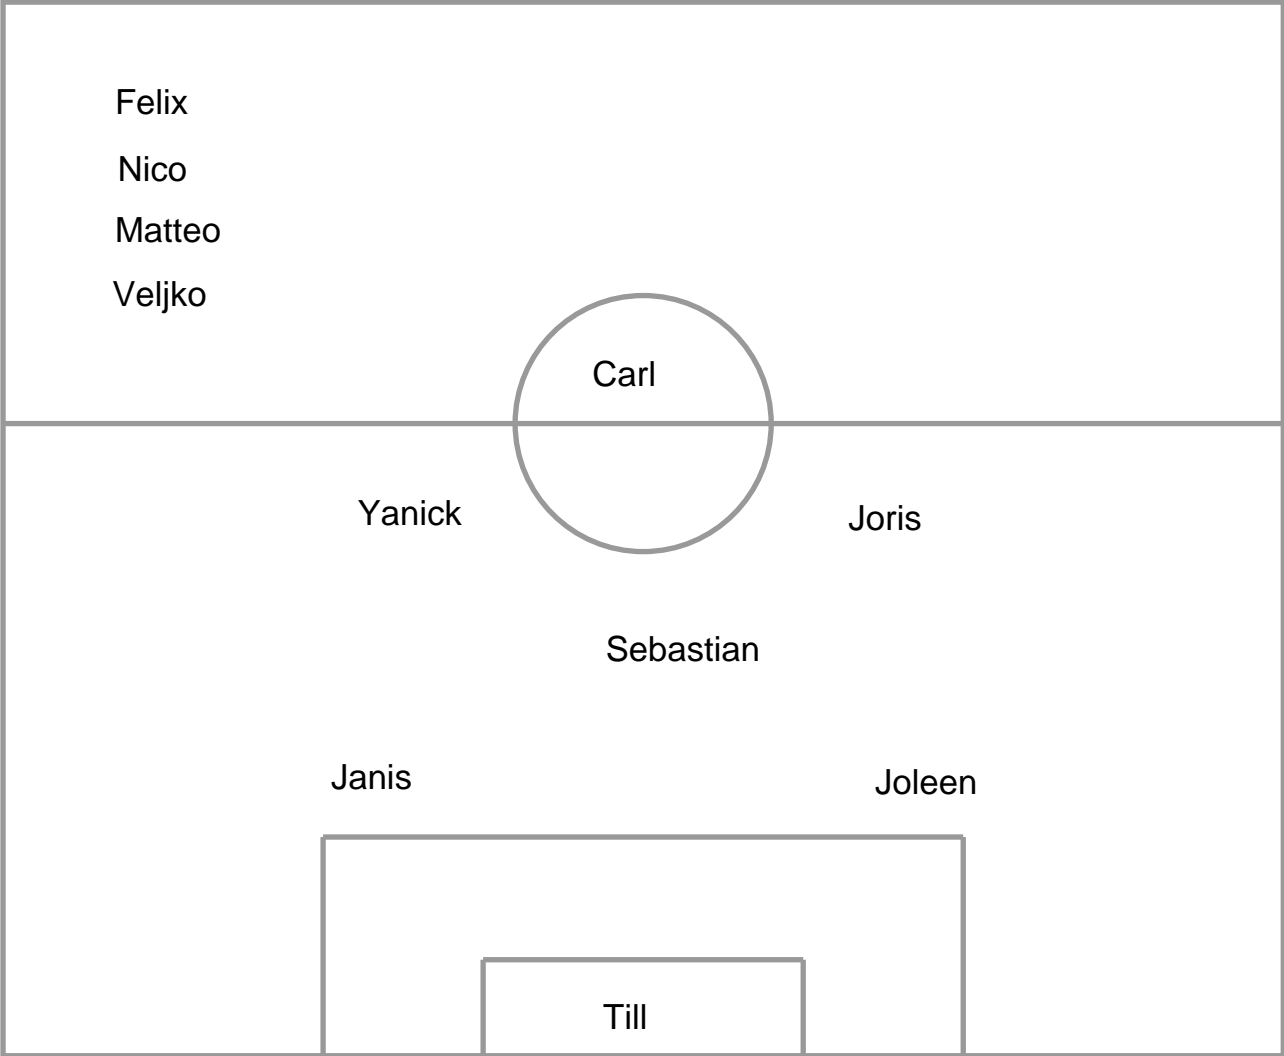 Felix
Nico
Matteo
Veljko
Carl
Yanick
Joris
Sebastian
Janis
Joleen
Till